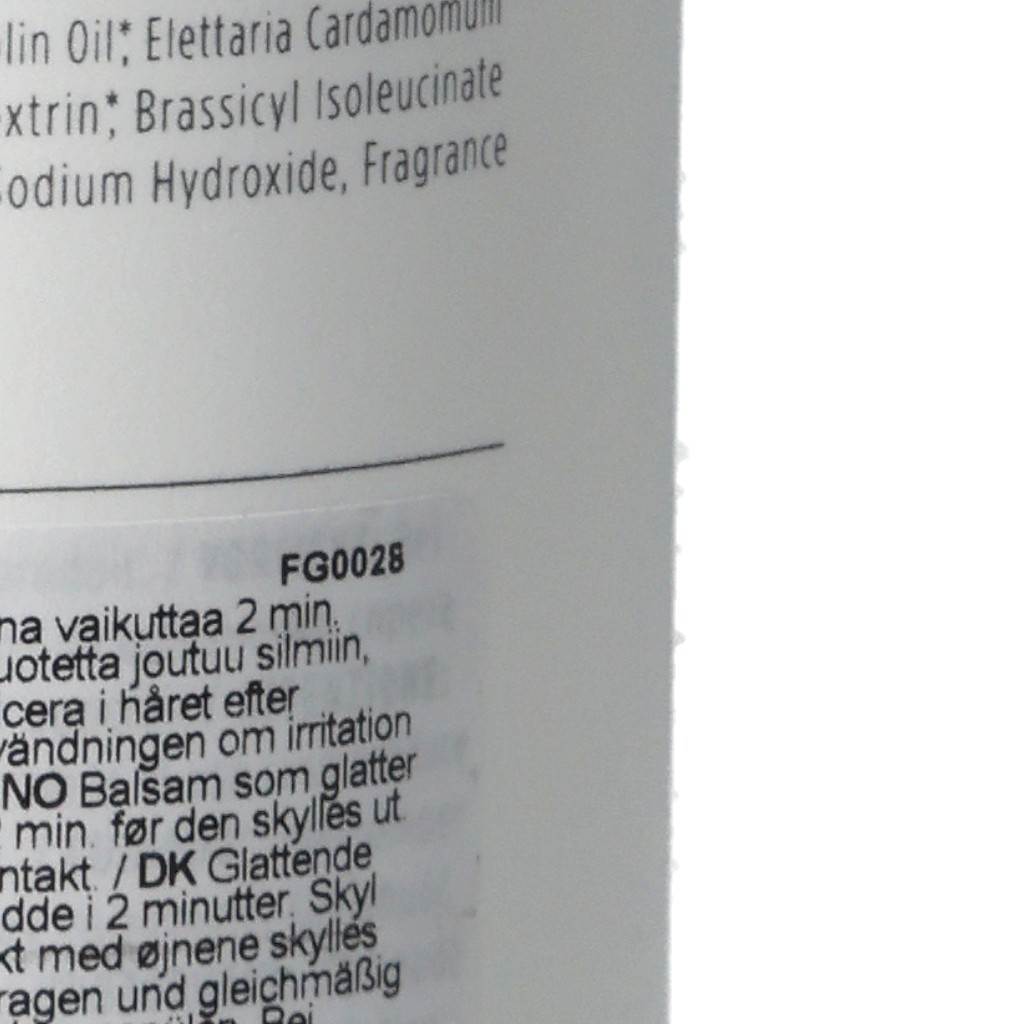 lin Oil*, Elettaria Cardamomum
xtrin*, Brassicyl Isoleucinate
Sodium Hydroxide, Fragrance
FG0028
na vaikuttaa 2 min.
uotetta joutuu silmiin,
cera i håret efter
vändningen om irritation
NO Balsam som glatter
min. før den skylles ut
ntakt. / DK Glattende
dde i 2 minutter. Skyl
kt med øjnene skylles
ragen und gleichmäßig
Bei